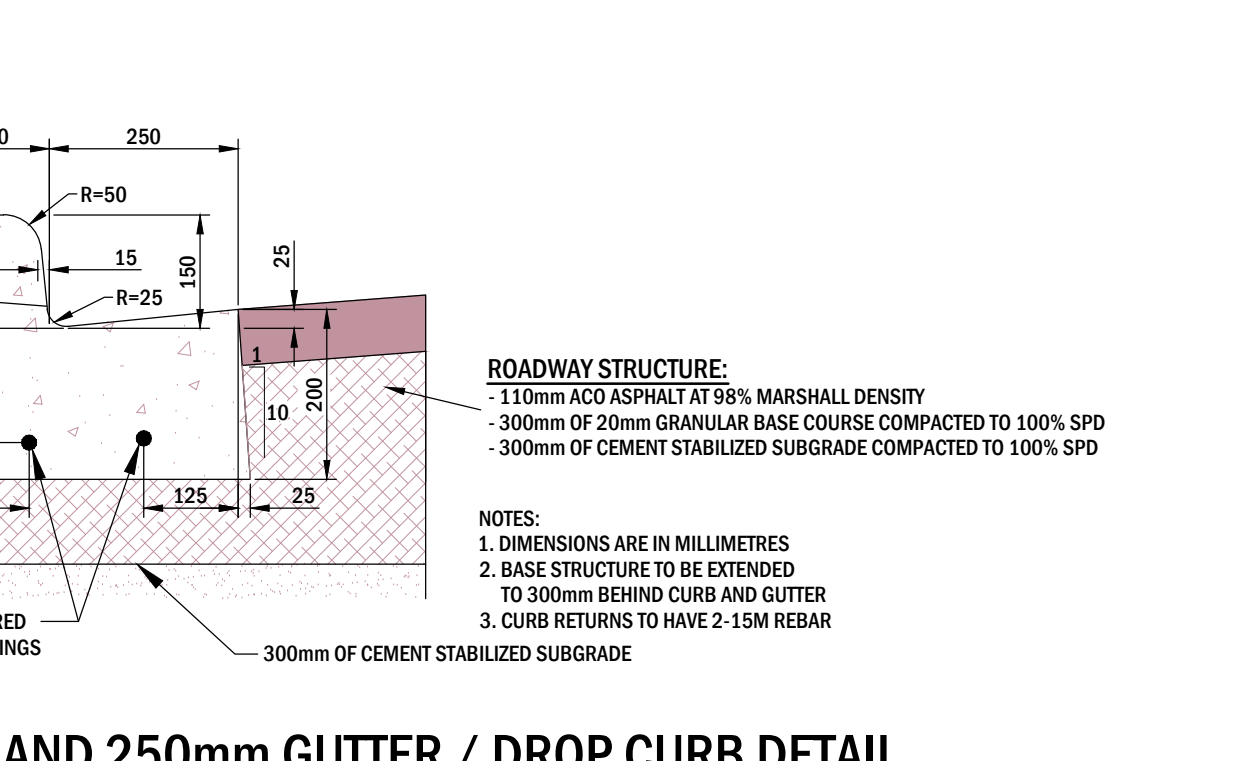 0
250
R=50
25
15
150
R=25
1
ROADWAY STRUCTURE:
- 110mm ACO ASPHALT AT 98% MARSHALL DENSITY
200
10
- 300mm OF 20mm GRANULAR BASE COURSE COMPACTED TO 100% SPD
- 300mm OF CEMENT STABILIZED SUBGRADE COMPACTED TO 100% SPD
125
25
NOTES:
1. DIMENSIONS ARE IN MILLIMETRES
2. BASE STRUCTURE TO BE EXTENDED
TO 300mm BEHIND CURB AND GUTTER
3. CURB RETURNS TO HAVE 2-15M REBAR
RED
INGS
300mm OF CEMENT STABILIZED SUBGRADE
AND 250mm GUTTER / DROP CURB DETAIL